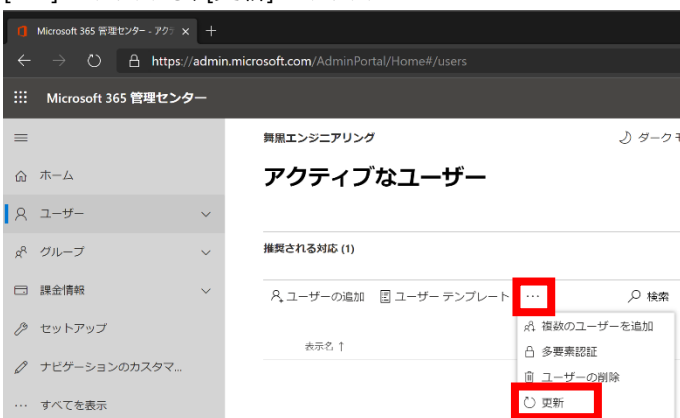 Microsoft 365 管理センター - アクテ
https://admin.microsoft.com/AdminPortal/Home#/users
Microsoft 365 管理センター
舞黒エンジニアリング
ダークモ
アクティブなユーザー
ホーム
ユーザー
グループ
課金情報
セットアップ
ナビゲーションのカスタマ...
… すべてを表示
推奨される対応 (1)
ユーザーの追加 ユーザー テンプレート … 検索
表示名 ↑
複数のユーザーを追加
多要素認証
ユーザーの削除
更新